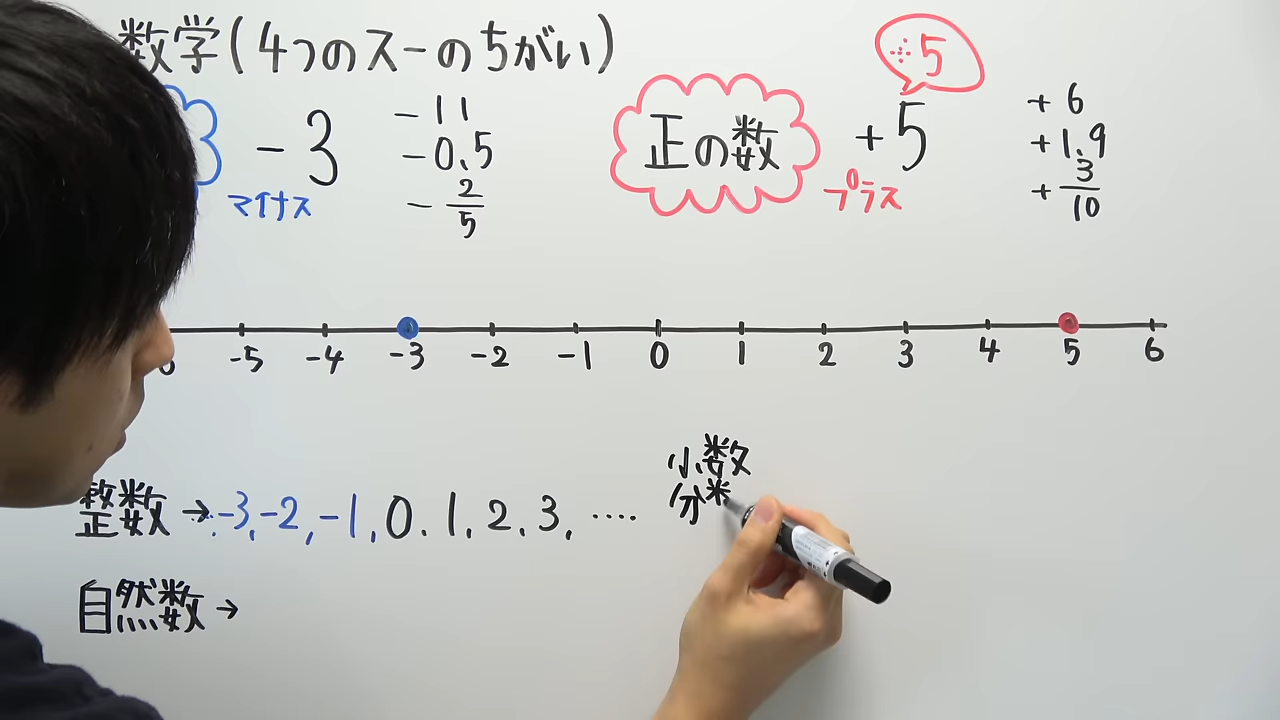 数学(4つのスーのちがい)
-3
マイナス
-11
-0.5
-2/5
正の数
+5
プラス
5
+6
+1.9
+3/10
-5 -4 -3 -2 -1 0 1 2 3 4 5 6
整数→…-3,-2,-1,0.1,2,3,….
小数
分
自然数→